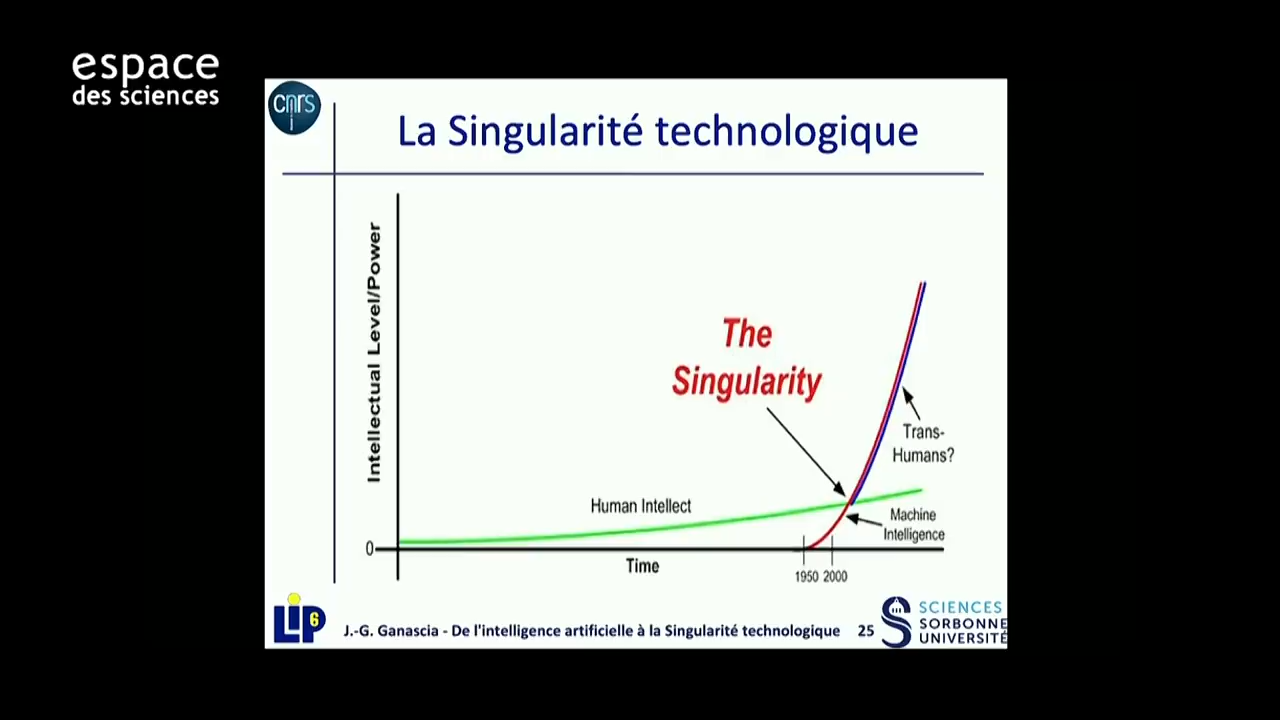 espace
des sciences
cnrs
La Singularité technologique
Intellectual Level/Power
The
Singularity
Trans-
Humans?
Human Intellect
Machine
Intelligence
0
Time
1950 2000
LIP6
J.-G. Ganascia - De l'intelligence artificielle à la Singularité technologique 25
SCIENCES
SORBONNE
UNIVERSITÉ